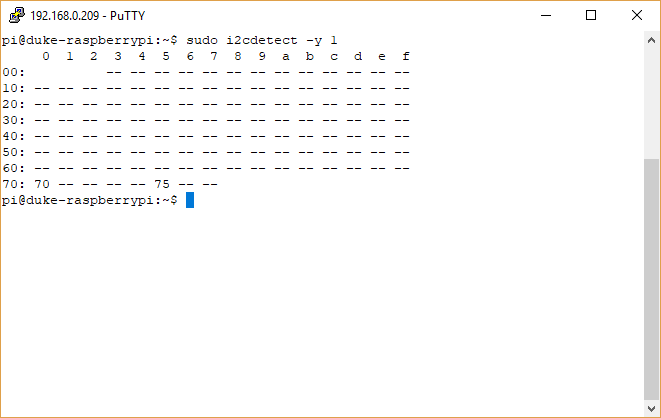 192.168.0.209 - PuTTY
pi@duke-raspberrypi:~$ sudo i2cdetect -y 1
     0  1  2  3  4  5  6  7  8  9  a  b  c  d  e  f
00:          -- -- -- -- -- -- -- -- -- -- -- -- --
10: -- -- -- -- -- -- -- -- -- -- -- -- -- -- -- --
20: -- -- -- -- -- -- -- -- -- -- -- -- -- -- -- --
30: -- -- -- -- -- -- -- -- -- -- -- -- -- -- -- --
40: -- -- -- -- -- -- -- -- -- -- -- -- -- -- -- --
50: -- -- -- -- -- -- -- -- -- -- -- -- -- -- -- --
60: -- -- -- -- -- -- -- -- -- -- -- -- -- -- -- --
70: 70 -- -- -- -- 75 -- --
pi@duke-raspberrypi:~$